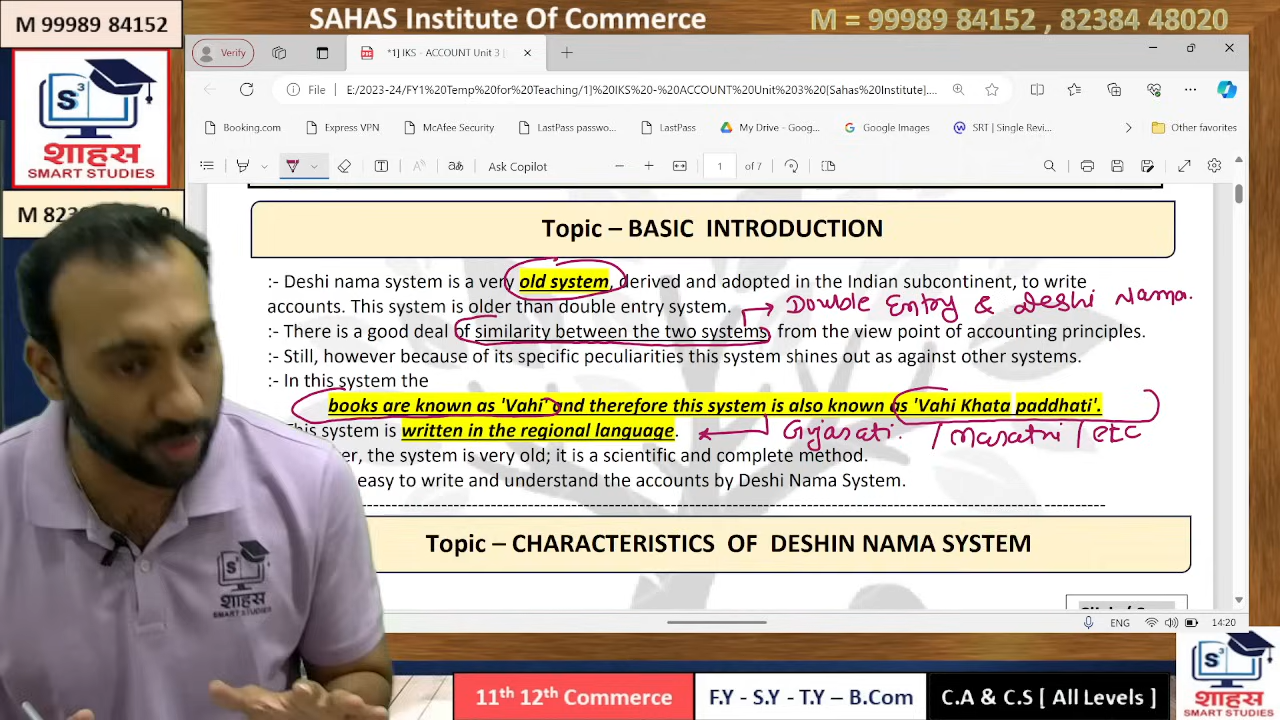 M 99989 84152
SAHAS Institute Of Commerce
M = 99989 84152 , 82384 48020
Verify
*1] IKS - ACCOUNT Unit 3 [
File
E:/2023-24/FY1%20Temp%20for%20Teaching/1]%20IKS%20-%20ACCOUNT%20Unit%203%20[Sahas%20Institute]....
Booking.com
Express VPN
McAfee Security
LastPass passwo...
LastPass
My Drive - Goog...
Google Images
SRT | Single Revi...
Other favorites
Ask Copilot
1 of 7
S3
शाहस
SMART STUDIES
M 823
0
Topic – BASIC INTRODUCTION
:- Deshi nama system is a very old system, derived and adopted in the Indian subcontinent, to write
accounts. This system is older than double entry system.
Double Entry & Deshi Nama.
:- There is a good deal of similarity between the two systems from the view point of accounting principles.
:- Still, however because of its specific peculiarities this system shines out as against other systems.
:- In this system the
books are known as 'Vahi' and therefore this system is also known as 'Vahi Khata paddhati'.
This system is written in the regional language.
Gujarati. / Marathi / etc
er, the system is very old; it is a scientific and complete method.
easy to write and understand the accounts by Deshi Nama System.
Topic – CHARACTERISTICS OF DESHIN NAMA SYSTEM
ENG
14:20
S3
शाहस
SMART STUDIES
S3
शाहस
SMART STUDIES
11th 12th Commerce
F.Y - S.Y - T.Y – B.Com
C.A & C.S [ All Levels ]